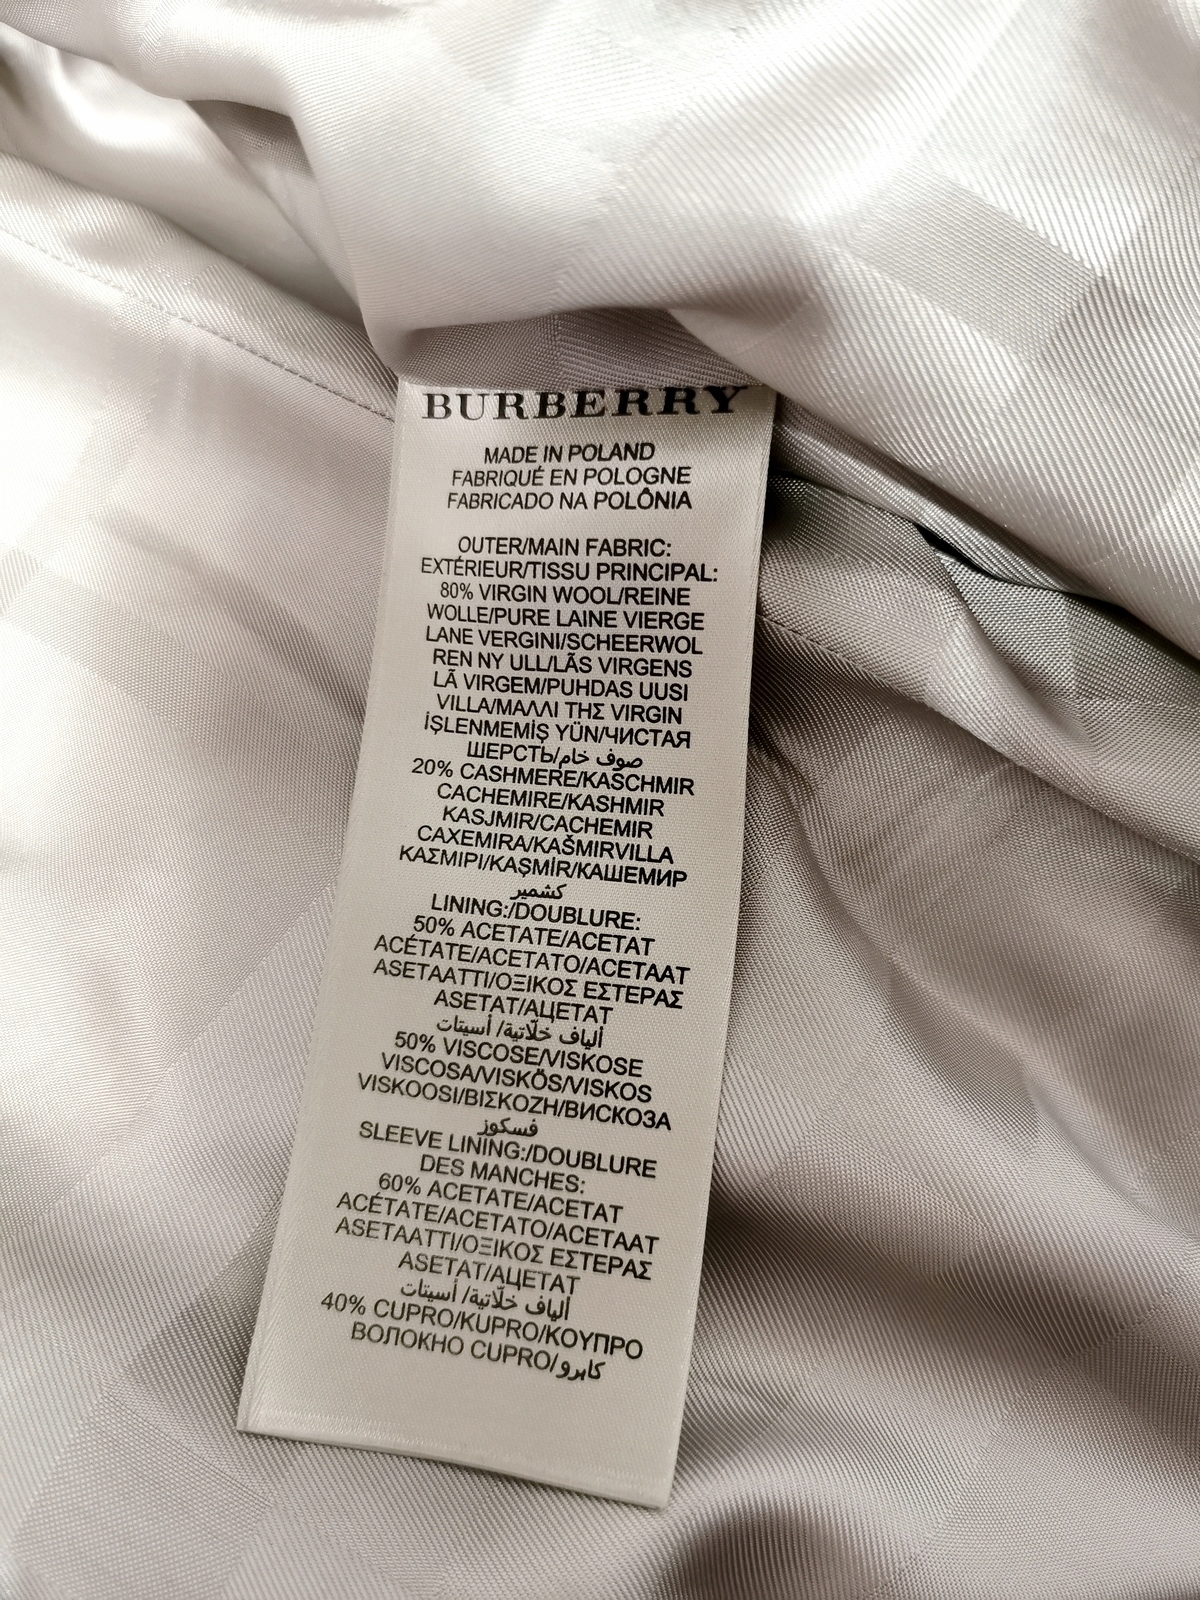 BURBERRY
MADE IN POLAND
FABRIQUÉ EN POLOGNE
FABRICADO NA POLÔNIA
OUTER/MAIN FABRIC:
EXTÉRIEUR/TISSU PRINCIPAL:
80% VIRGIN WOOL/REINE
WOLLE/PURE LAINE VIERGE
LANE VERGINI/SCHEERWOL
REN NY ULL/LÃS VIRGENS
LÃ VIRGEM/PUHDAS UUSI
VILLA/ΜΑΛΛΙ ΤΗΣ VIRGIN
İŞLENMEMİŞ YÜN/ЧИСТАЯ
ШЕРСТЬ/صوف خام
20% CASHMERE/KASCHMIR
CACHEMIRE/KASHMIR
KASJMIR/CACHEMIR
CAXEMIRA/KAŠMIRVILLA
ΚΑΣΜΙΡΙ/KAŞMİR/КАШЕМИР
كشمير
LINING:/DOUBLURE:
50% ACETATE/ACETAT
ACÉTATE/ACETATO/ACETAAT
ASETAATTI/ΟΞΙΚΟΣ ΕΣΤΕΡΑΣ
ASETAT/АЦЕТАТ
ألياف خلّاتية/ أسيتات
50% VISCOSE/VISKOSE
VISCOSA/VISKÖS/VISKOS
VISKOOSI/ΒΙΣΚΟΖΗ/ВИСКОЗА
فسكوز
SLEEVE LINING:/DOUBLURE
DES MANCHES:
60% ACETATE/ACETAT
ACÉTATE/ACETATO/ACETAAT
ASETAATTI/ΟΞΙΚΟΣ ΕΣΤΕΡΑΣ
ASETAT/АЦЕТАТ
ألياف خلّاتية/ أسيتات
40% CUPRO/KUPRO/ΚΟΥΠΡΟ
ВОЛОКНО CUPRO/كابرو